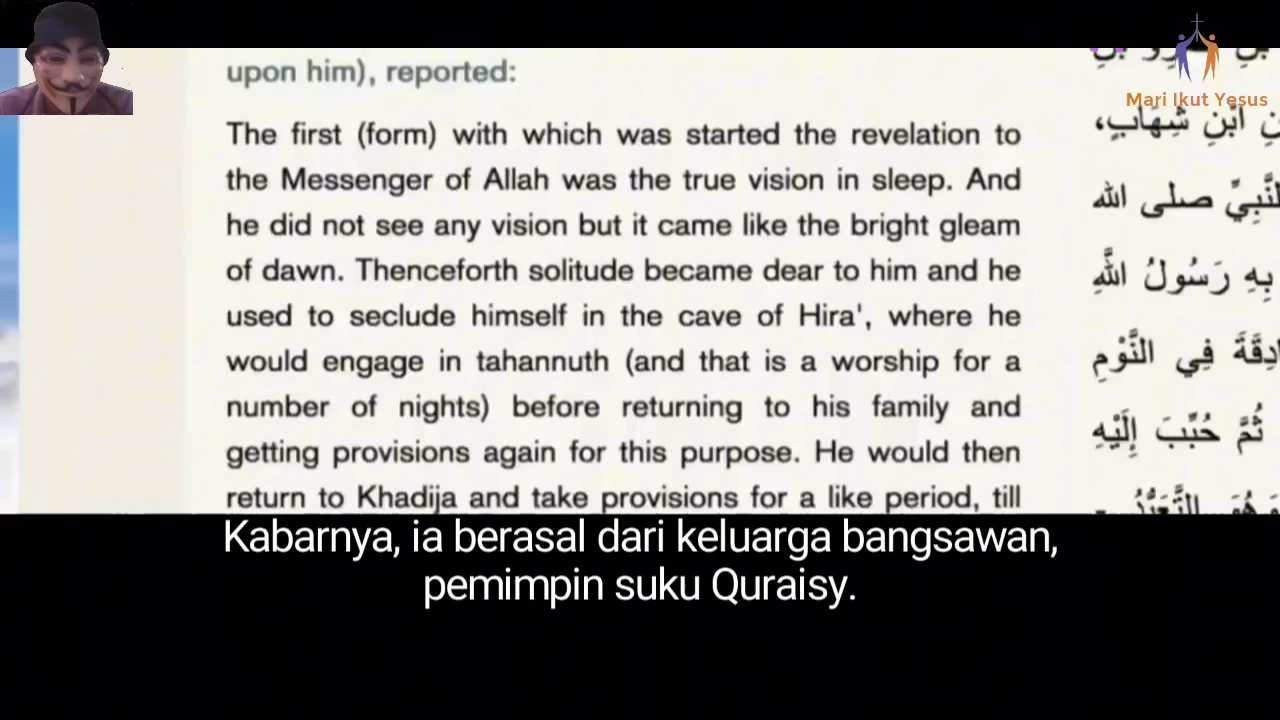 upon him), reported:
The first (form) with which was started the revelation to
the Messenger of Allah was the true vision in sleep. And
he did not see any vision but it came like the bright gleam
of dawn. Thenceforth solitude became dear to him and he
used to seclude himself in the cave of Hira', where he
would engage in tahannuth (and that is a worship for a
number of nights) before returning to his family and
getting provisions again for this purpose. He would then
return to Khadija and take provisions for a like period, till
ابْنِ شِهَابٍ،
صلى الله
بِهِ رَسُولُ اللَّهِ
فِي النَّوْمِ
ثُمَّ حُبِّبَ إِلَيْهِ
Mari Ikut Yesus
Kabarnya, ia berasal dari keluarga bangsawan,
pemimpin suku Quraisy.